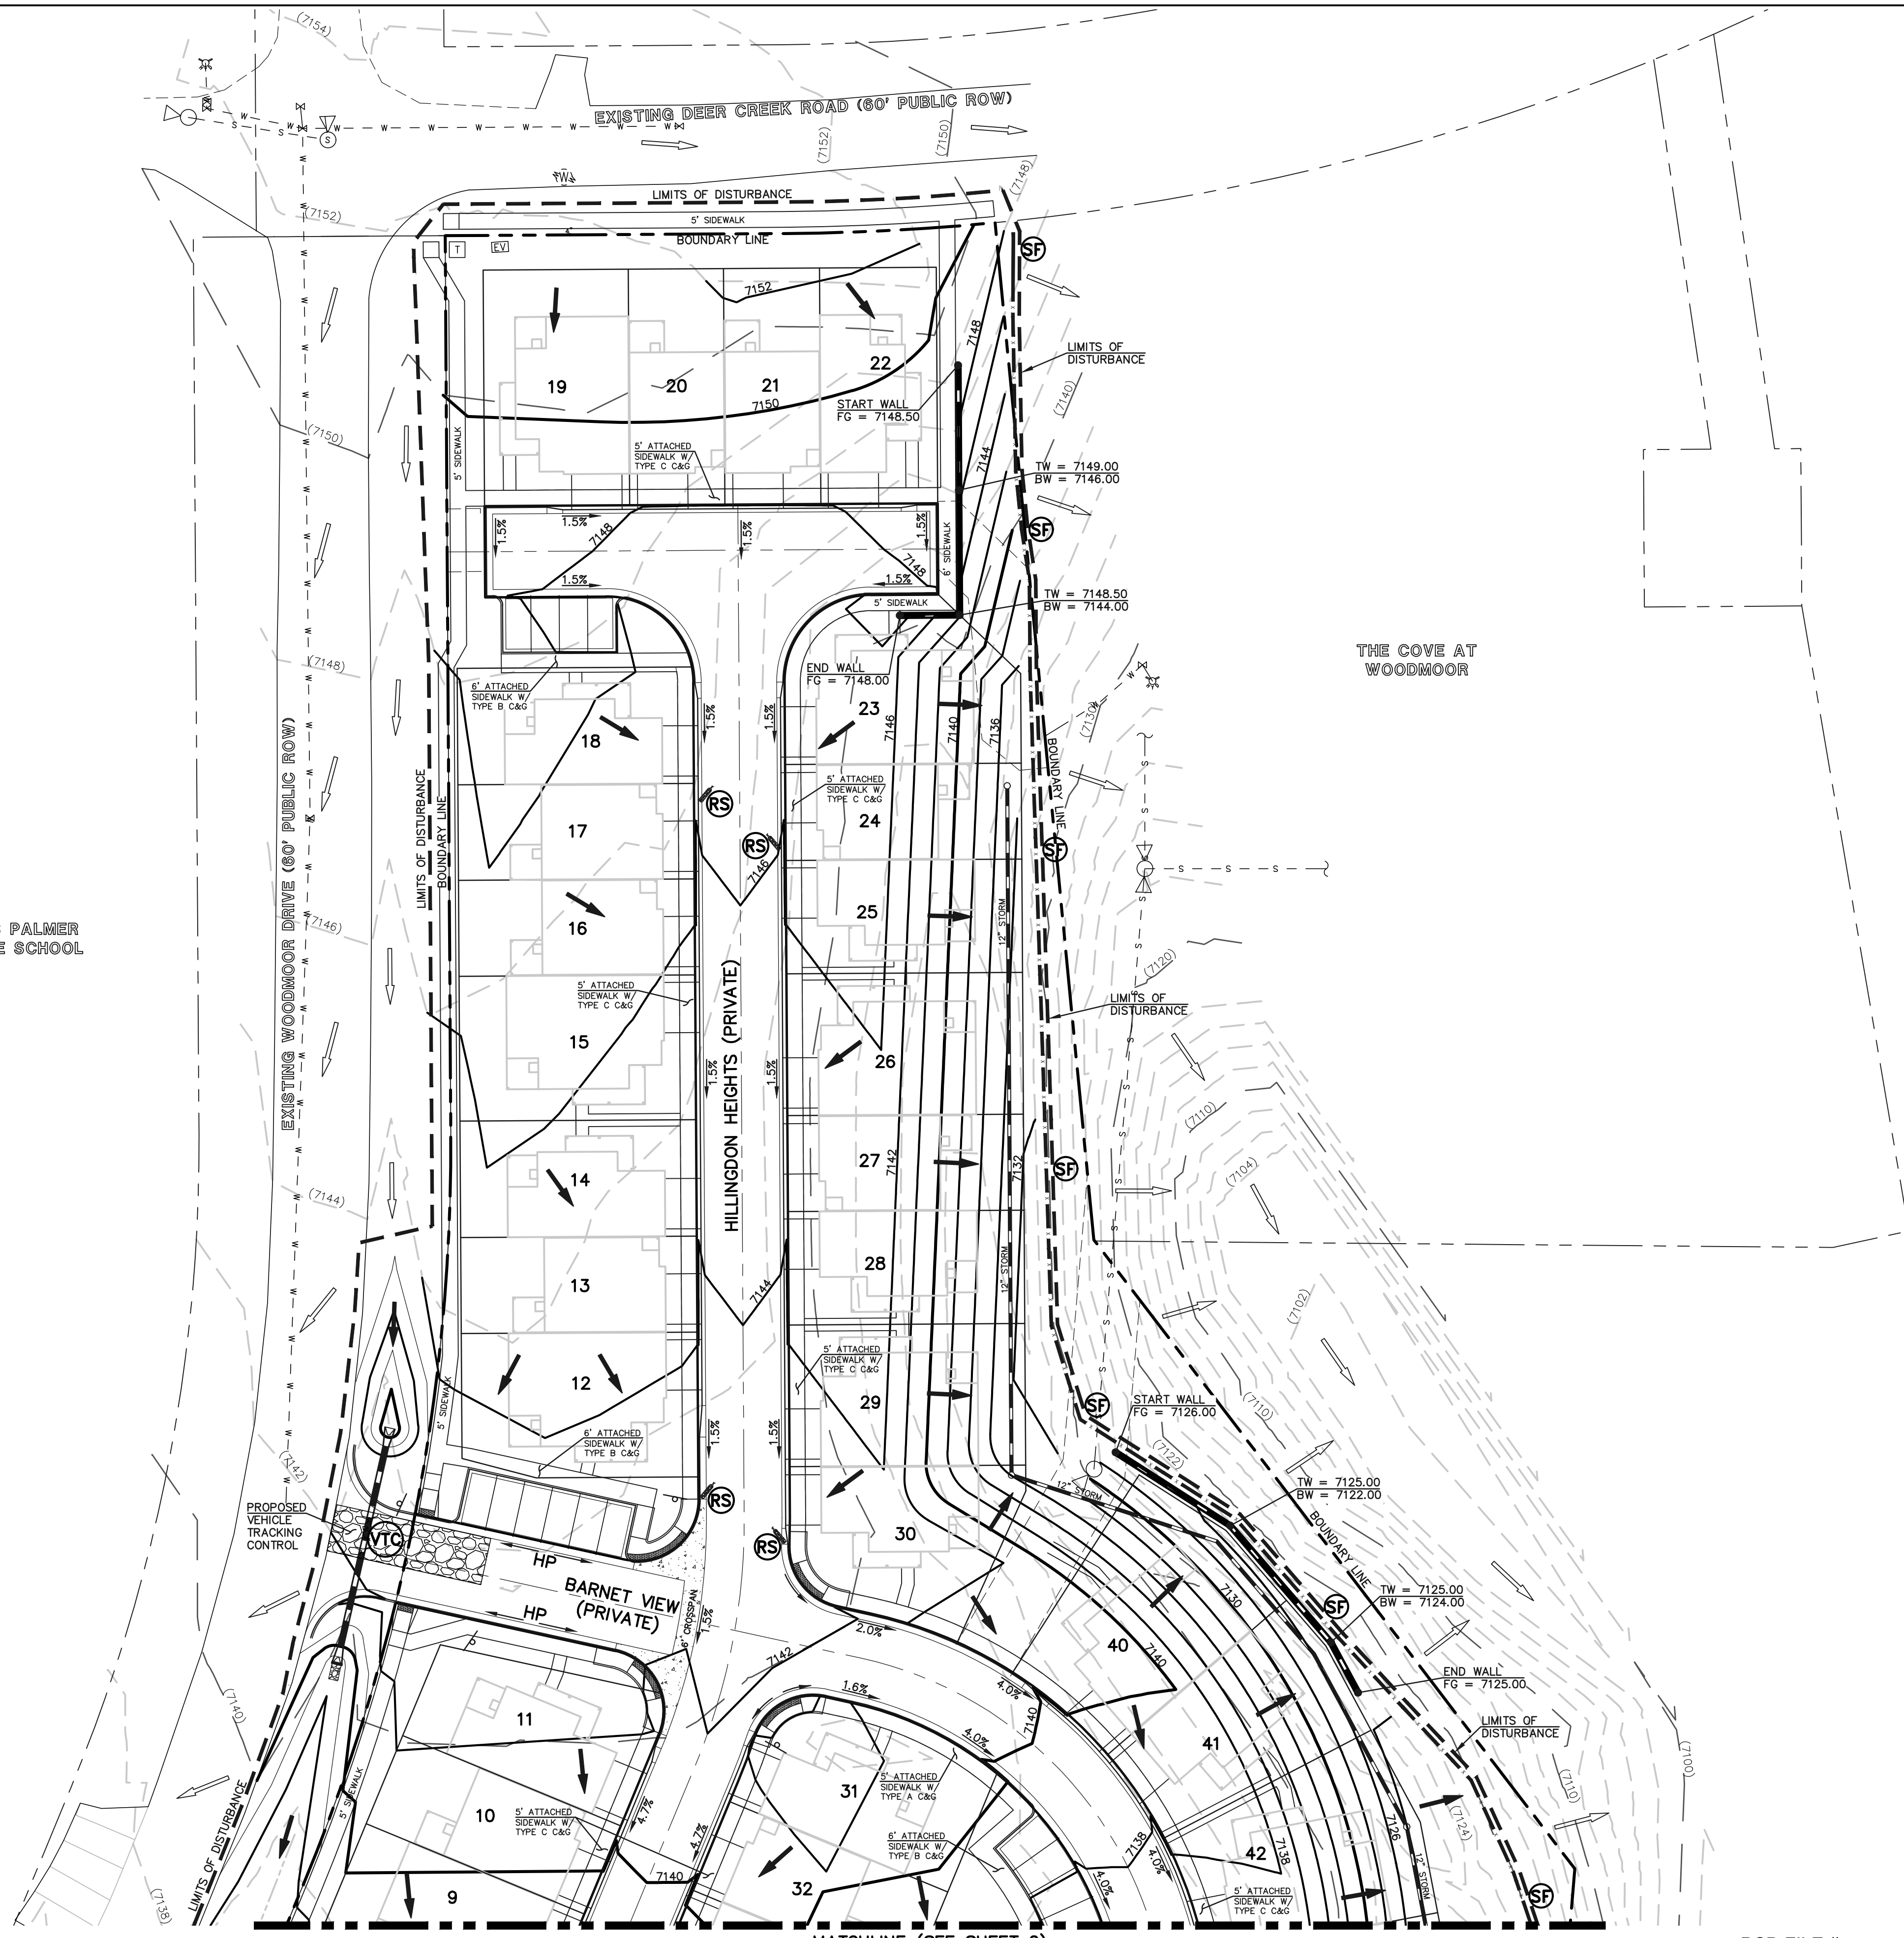 (7154)
EXISTING DEER CREEK ROAD (60' PUBLIC ROW)
(7152)
(7150)
(7148)
(7152)
LIMITS OF DISTURBANCE
5' SIDEWALK
BOUNDARY LINE
T
EV
SF
7152
7148
LIMITS OF
DISTURBANCE
22
19
20
21
7150
(7140)
START WALL
FG = 7148.50
(7150)
5' SIDEWALK
5' ATTACHED
SIDEWALK W/
TYPE C C&G
7144
TW = 7149.00
BW = 7146.00
1.5%
1.5%
7148
1.5%
1.5%
6' SIDEWALK
SF
7148
1.5%
1.5%
5' SIDEWALK
TW = 7148.50
BW = 7144.00
THE COVE AT
WOODMOOR
(7148)
END WALL
FG = 7148.00
6' ATTACHED
SIDEWALK W/
TYPE B C&G
23
18
1.5%
1.5%
7146
7140
7136
(7130)
BOUNDARY LINE
EXISTING WOODMOOR DRIVE (60' PUBLIC ROW)
LIMITS OF DISTURBANCE
BOUNDARY LINE
5' ATTACHED
SIDEWALK W/
TYPE C C&G
RS
17
24
RS
SF
7146
PALMER
SCHOOL
(7146)
16
25
12" STORM
(7120)
5' ATTACHED
SIDEWALK W/
TYPE C C&G
LIMITS OF
DISTURBANCE
HILLINGDON HEIGHTS (PRIVATE)
15
26
1.5%
1.5%
(7110)
14
27
7142
7132
SF
(7104)
(7144)
13
28
12" STORM
7144
(7102)
12
5' SIDEWALK
5' ATTACHED
SIDEWALK W/
TYPE C C&G
29
SF
START WALL
FG = 7126.00
(7110)
6' ATTACHED
SIDEWALK W/
TYPE B C&G
1.5%
1.5%
(7142)
(7122)
12" STORM
TW = 7125.00
BW = 7122.00
PROPOSED
VEHICLE
TRACKING
CONTROL
VTC
RS
RS
30
HP
BARNET VIEW
(PRIVATE)
HP
6' CROSSPAN
1.5%
2.0%
BOUNDARY LINE
7130
TW = 7125.00
BW = 7124.00
SF
40
7140
7142
END WALL
FG = 7125.00
1.6%
4.0%
7140
(7140)
11
4.0%
41
LIMITS OF
DISTURBANCE
(7100)
31
5' ATTACHED
SIDEWALK W/
TYPE A C&G
(7110)
LIMITS OF DISTURBANCE
5' SIDEWALK
10
5' ATTACHED
SIDEWALK W/
TYPE C C&G
4.7%
4.7%
6' ATTACHED
SIDEWALK W/
TYPE B C&G
7138
4.0%
42
7138
7126
(7124)
12" STORM
7140
32
4.0%
9
5' ATTACHED
SIDEWALK W/
TYPE C C&G
SF
(7138)
MATCHLINE (SEE SHEET